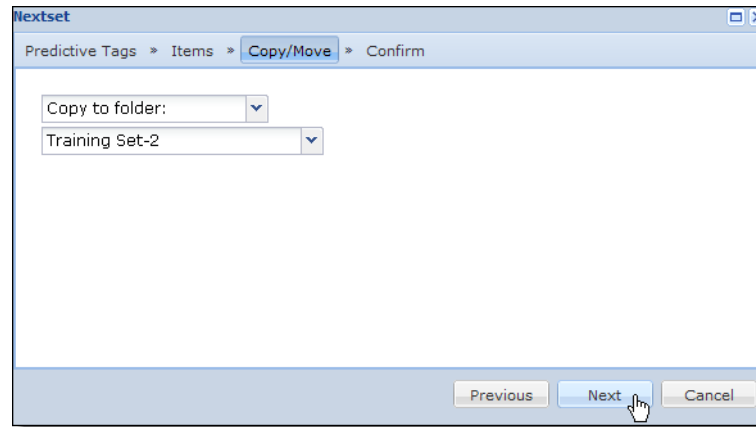 Nextset
Predictive Tags » Items » Copy/Move » Confirm
Copy to folder:
Training Set-2
Previous Next Cancel